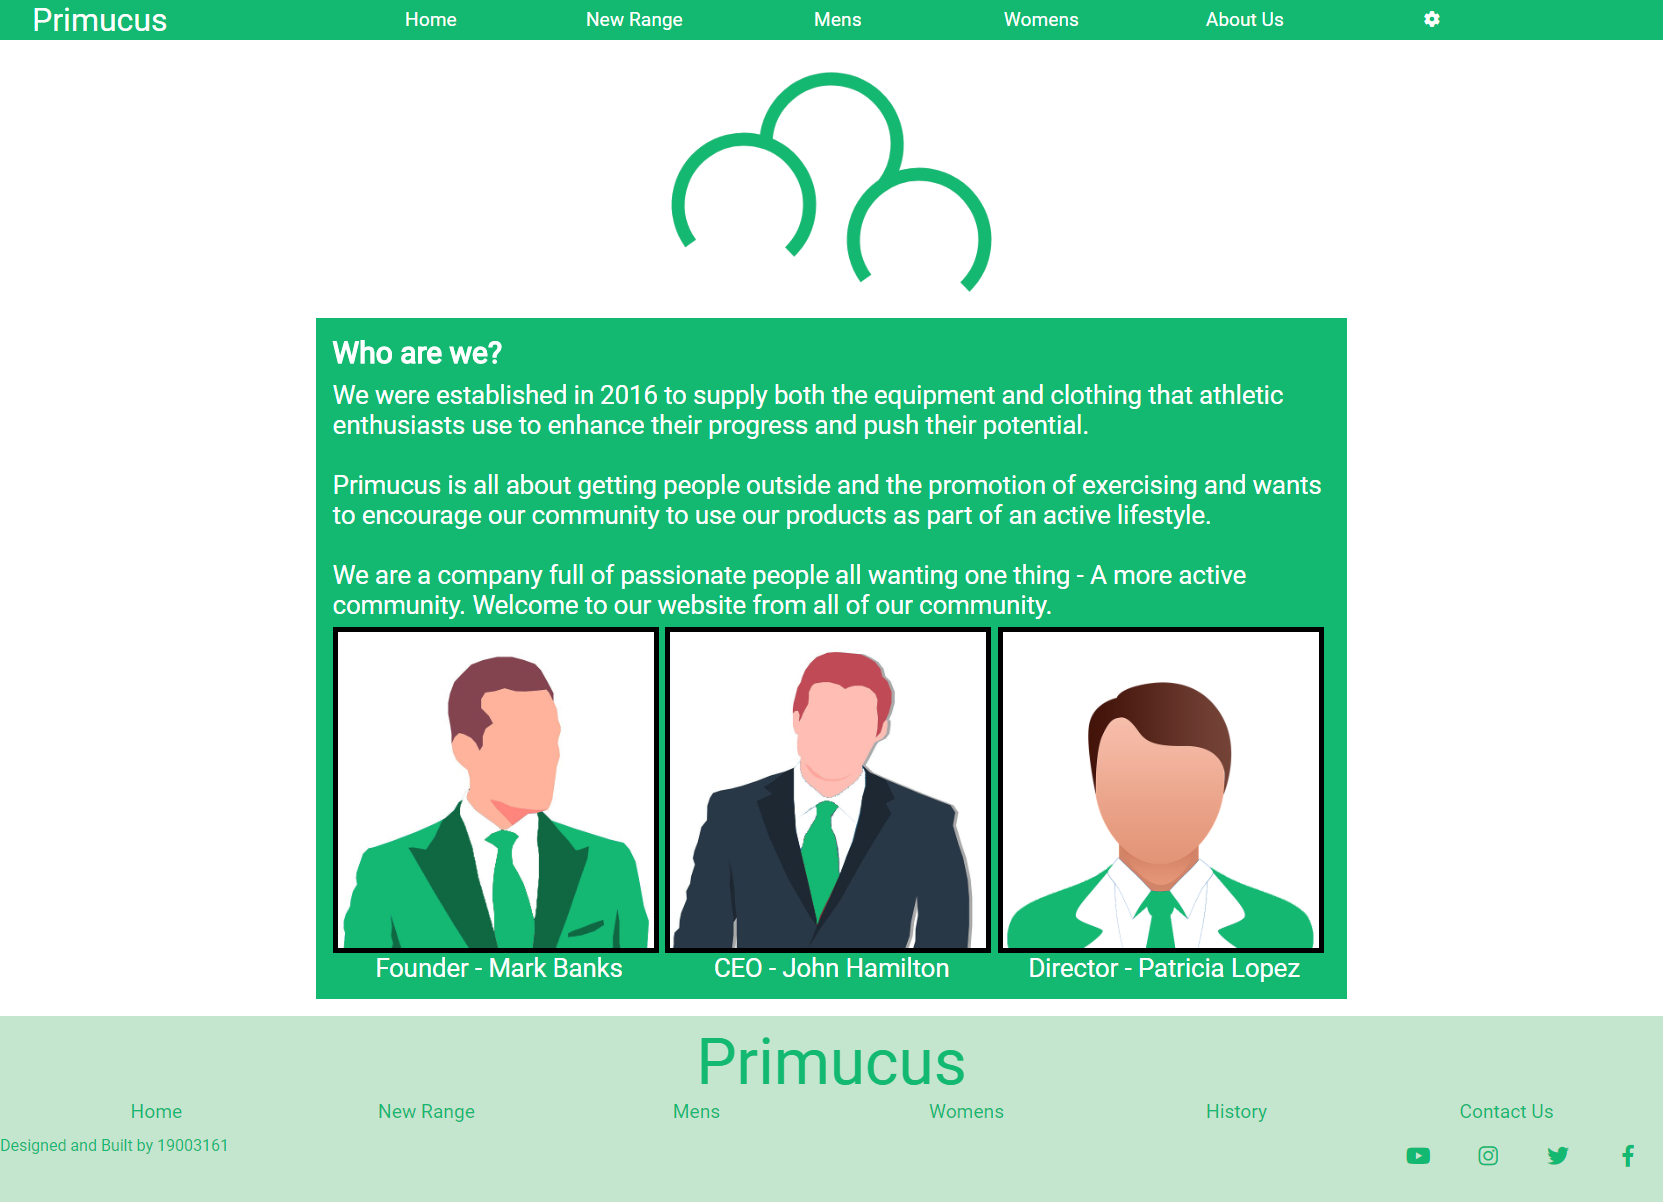 Primucus
Home
New Range
Mens
Womens
About Us
Who are we?
We were established in 2016 to supply both the equipment and clothing that athletic
enthusiasts use to enhance their progress and push their potential.
Primucus is all about getting people outside and the promotion of exercising and wants
to encourage our community to use our products as part of an active lifestyle.
We are a company full of passionate people all wanting one thing - A more active
community. Welcome to our website from all of our community.
Founder - Mark Banks
CEO - John Hamilton
Director - Patricia Lopez
Primucus
Home
New Range
Mens
Womens
History
Contact Us
Designed and Built by 19003161